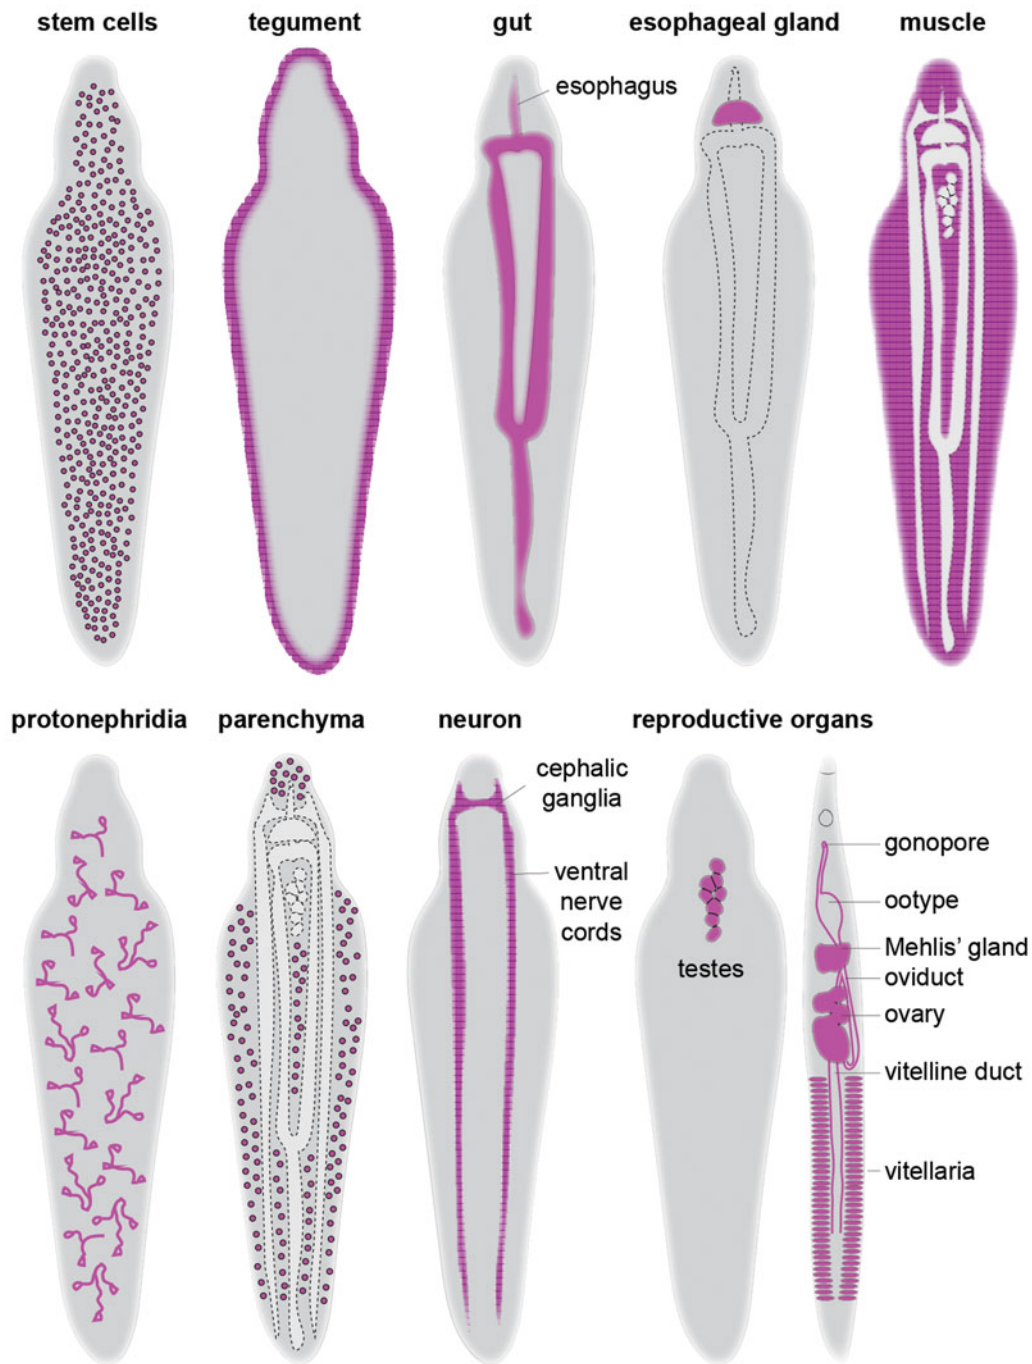 stem cells
tegument
gut
esophageal gland
muscle
esophagus
protonephridia
parenchyma
neuron
reproductive organs
cephalic
ganglia
ventral
nerve
cords
testes
gonopore
ootype
Mehlis' gland
oviduct
ovary
vitelline duct
vitellaria